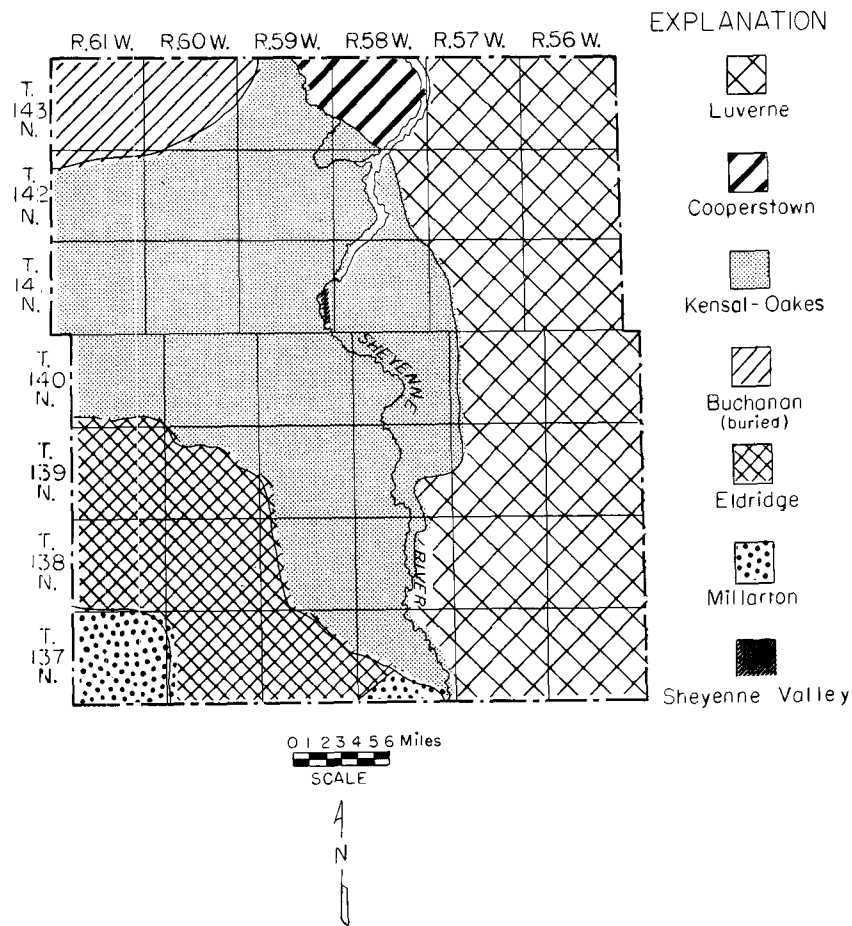 EXPLANATION
R.61 W. R.60 W. R.59 W. R.58 W. R.57 W. R.56 W.
T.
143
N.
T.
142
N.
T.
14.
N.
T.
140
N.
T.
139
N.
T.
138
N.
T.
137
N.
SHEYENNE
RIVER
Luverne
Cooperstown
Kensal-Oakes
Buchanan
(buried)
Eldridge
Millarton
Sheyenne Valley
0 1 2 3 4 5 6 Miles
SCALE
N